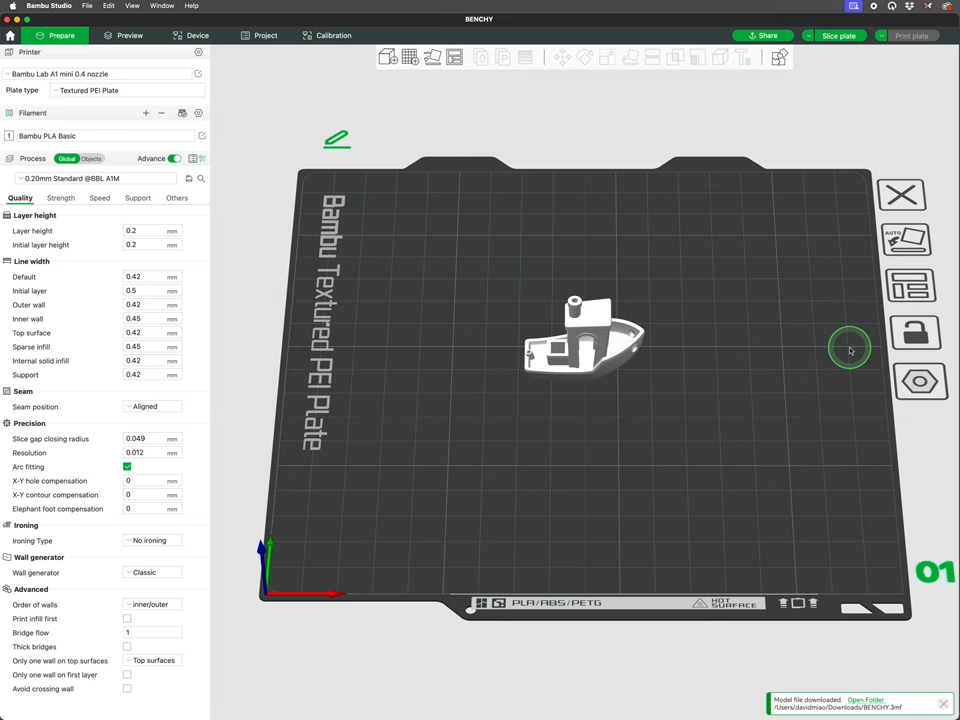 Bambu Studio File Edit View Window Help
BENCHY
Prepare Preview Device Project Calibration Share Slice plate Print plate
Printer
Bambu Lab A1 mini 0.4 nozzle
Plate type Textured PEI Plate
Filament
1 Bambu PLA Basic
Process Global Objects Advance
0.20mm Standard @BBL A1M
Quality Strength Speed Support Others
Layer height
Layer height 0.2 mm
Initial layer height 0.2 mm
Line width
Default 0.42 mm
Initial layer 0.5 mm
Outer wall 0.42 mm
Inner wall 0.45 mm
Top surface 0.42 mm
Sparse infill 0.45 mm
Internal solid infill 0.42 mm
Support 0.42 mm
Seam
Seam position Aligned
Precision
Slice gap closing radius 0.049 mm
Resolution 0.012 mm
Arc fitting
X-Y hole compensation 0 mm
X-Y contour compensation 0 mm
Elephant foot compensation 0 mm
Ironing
Ironing Type No ironing
Wall generator
Wall generator Classic
Advanced
Order of walls inner/outer
Print infill first
Bridge flow 1
Thick bridges
Only one wall on top surfaces Top surfaces
Only one wall on first layer
Avoid crossing wall
Bambu Textured PEI Plate
AUTO
01
PLA/ABS/PETG
HOT
SURFACE
Model file downloaded. Open Folder.
/Users/davidmiao/Downloads/BENCHY.3mf